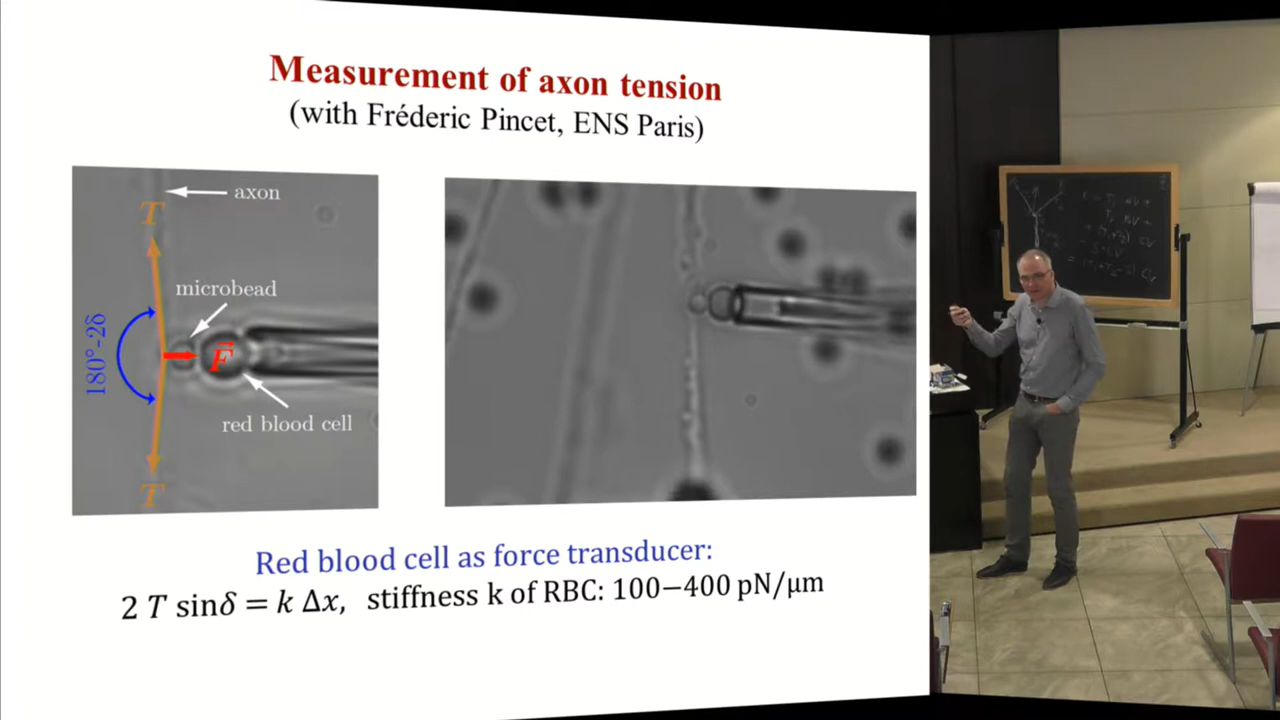 Measurement of axon tension
(with Fréderic Pincet, ENS Paris)
axon
T
microbead
180°-2δ
F⃗
red blood cell
T
Red blood cell as force transducer:
2 T sinδ = k Δx, stiffness k of RBC: 100−400 pN/μm